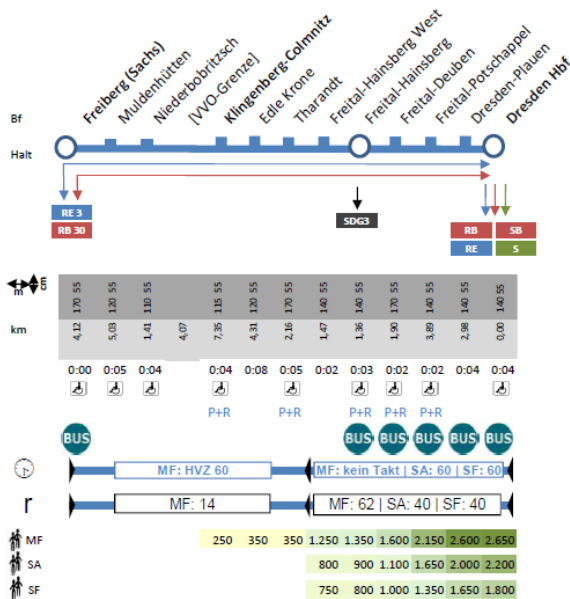 Bf
Freiberg (Sachs)
Muldenhütten
Niederbobritzsch
[VVO-Grenze]
Klingenberg-Colmnitz
Edle Krone
Tharandt
Freital-Hainsberg West
Freital-Hainsberg
Freital-Deuben
Freital-Potschappel
Dresden-Plauen
Dresden Hbf
Halt
RE 3
RB 30
SDG3
RB SB
RE S
m cm
170 55 120 55 110 55 115 55 120 55 170 55 140 55 170 55 140 55 140 55 140 55 140 55
km 4,12 5,03 1,41 4,07 7,35 4,31 2,16 1,47 1,36 1,90 3,89 2,98 0,00
0:00 0:05 0:04 0:04 0:08 0:05 0:02 0:03 0:02 0:02 0:04 0:04
P+R P+R P+R P+R P+R
BUS BUS BUS BUS BUS BUS
MF: HVZ 60 MF: kein Takt | SA: 60 | SF: 60
r MF: 14 MF: 62 | SA: 40 | SF: 40
MF 250 350 350 1.250 1.350 1.600 2.150 2.600 2.650
SA 800 900 1.100 1.650 2.000 2.200
SF 750 800 1.000 1.350 1.650 1.800